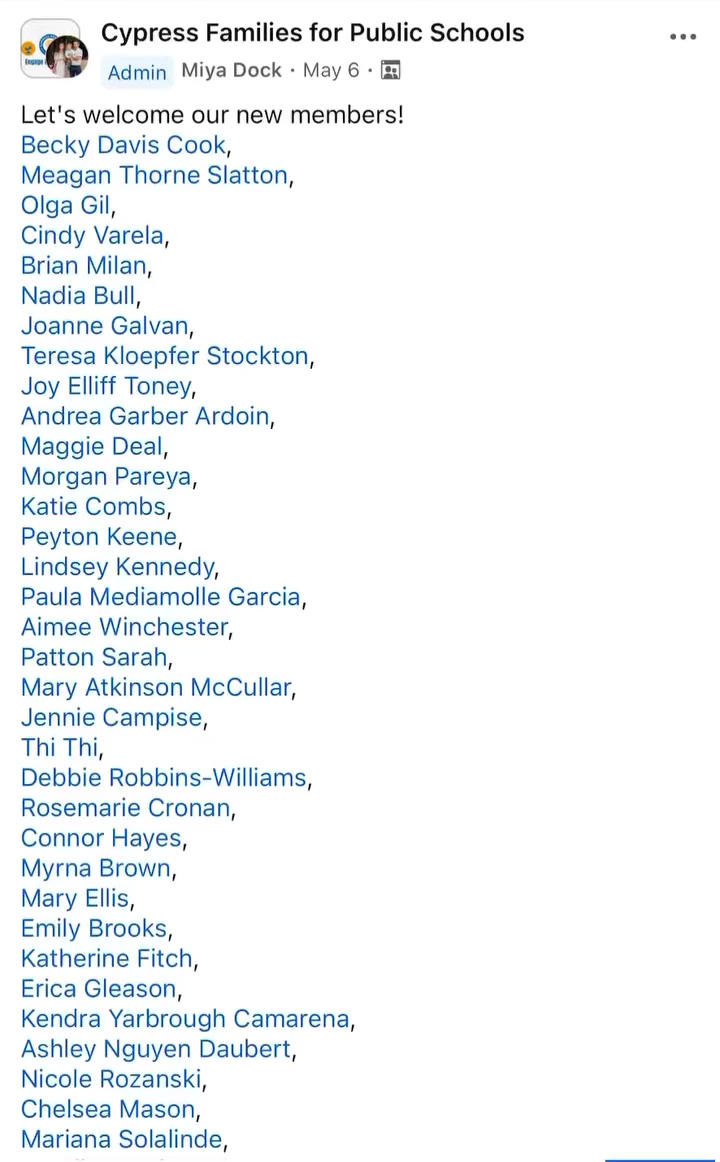 Cypress Families for Public Schools
Admin Miya Dock · May 6 ·
Let's welcome our new members!
Becky Davis Cook,
Meagan Thorne Slatton,
Olga Gil,
Cindy Varela,
Brian Milan,
Nadia Bull,
Joanne Galvan,
Teresa Kloepfer Stockton,
Joy Elliff Toney,
Andrea Garber Ardoin,
Maggie Deal,
Morgan Pareya,
Katie Combs,
Peyton Keene,
Lindsey Kennedy,
Paula Mediamolle Garcia,
Aimee Winchester,
Patton Sarah,
Mary Atkinson McCullar,
Jennie Campise,
Thi Thi,
Debbie Robbins-Williams,
Rosemarie Cronan,
Connor Hayes,
Myrna Brown,
Mary Ellis,
Emily Brooks,
Katherine Fitch,
Erica Gleason,
Kendra Yarbrough Camarena,
Ashley Nguyen Daubert,
Nicole Rozanski,
Chelsea Mason,
Mariana Solalinde,